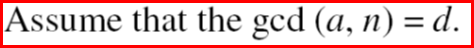 Assume that the gcd (a, n) = d.